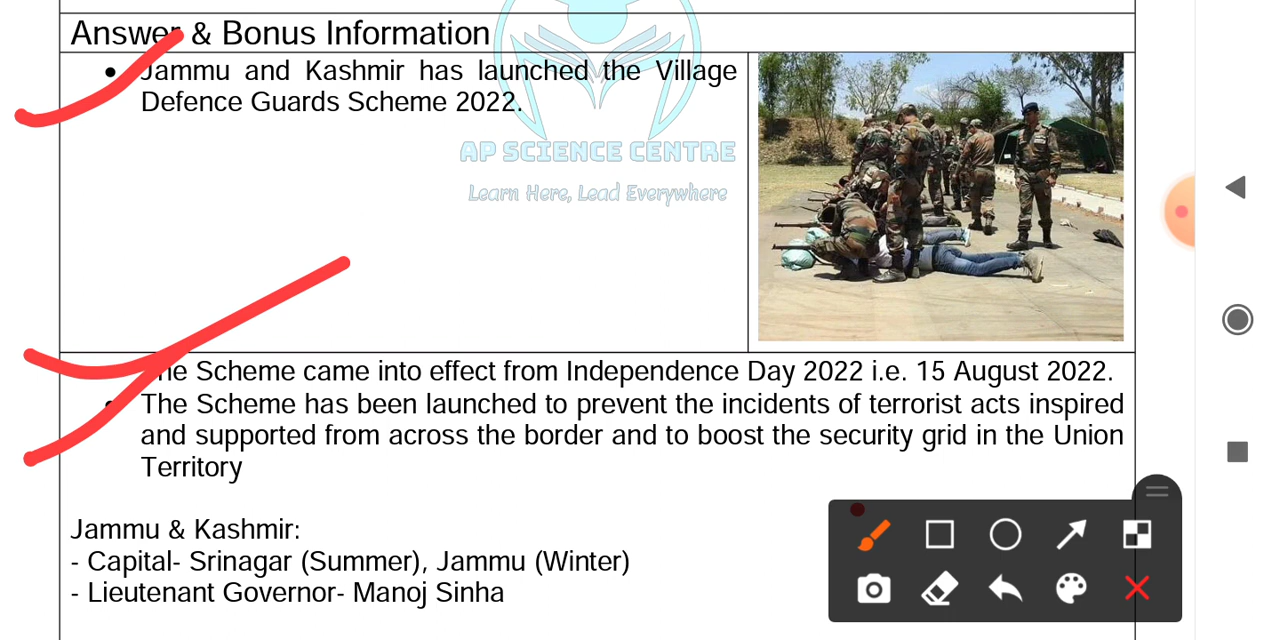 Answer & Bonus Information
• Jammu and Kashmir has launched the Village
Defence Guards Scheme 2022.
AP SCIENCE CENTRE
Learn Here, Lead Everywhere
The Scheme came into effect from Independence Day 2022 i.e. 15 August 2022.
• The Scheme has been launched to prevent the incidents of terrorist acts inspired
and supported from across the border and to boost the security grid in the Union
Territory
Jammu & Kashmir:
- Capital- Srinagar (Summer), Jammu (Winter)
- Lieutenant Governor- Manoj Sinha